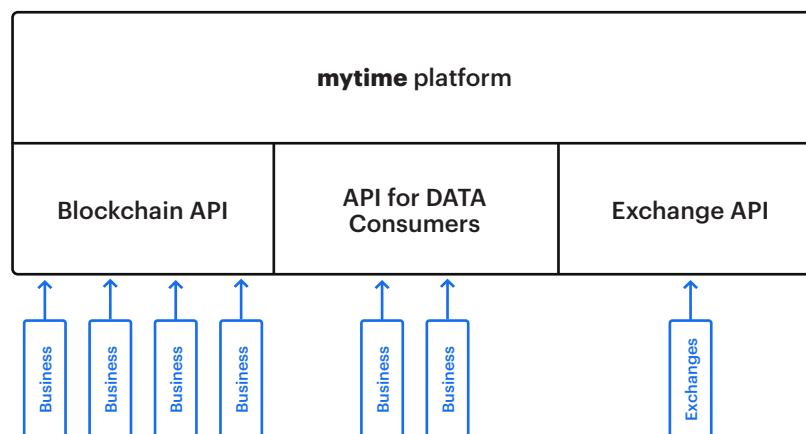 mytime platform
Blockchain API
API for DATA
Consumers
Exchange API
Business
Business
Business
Business
Business
Business
Exchanges